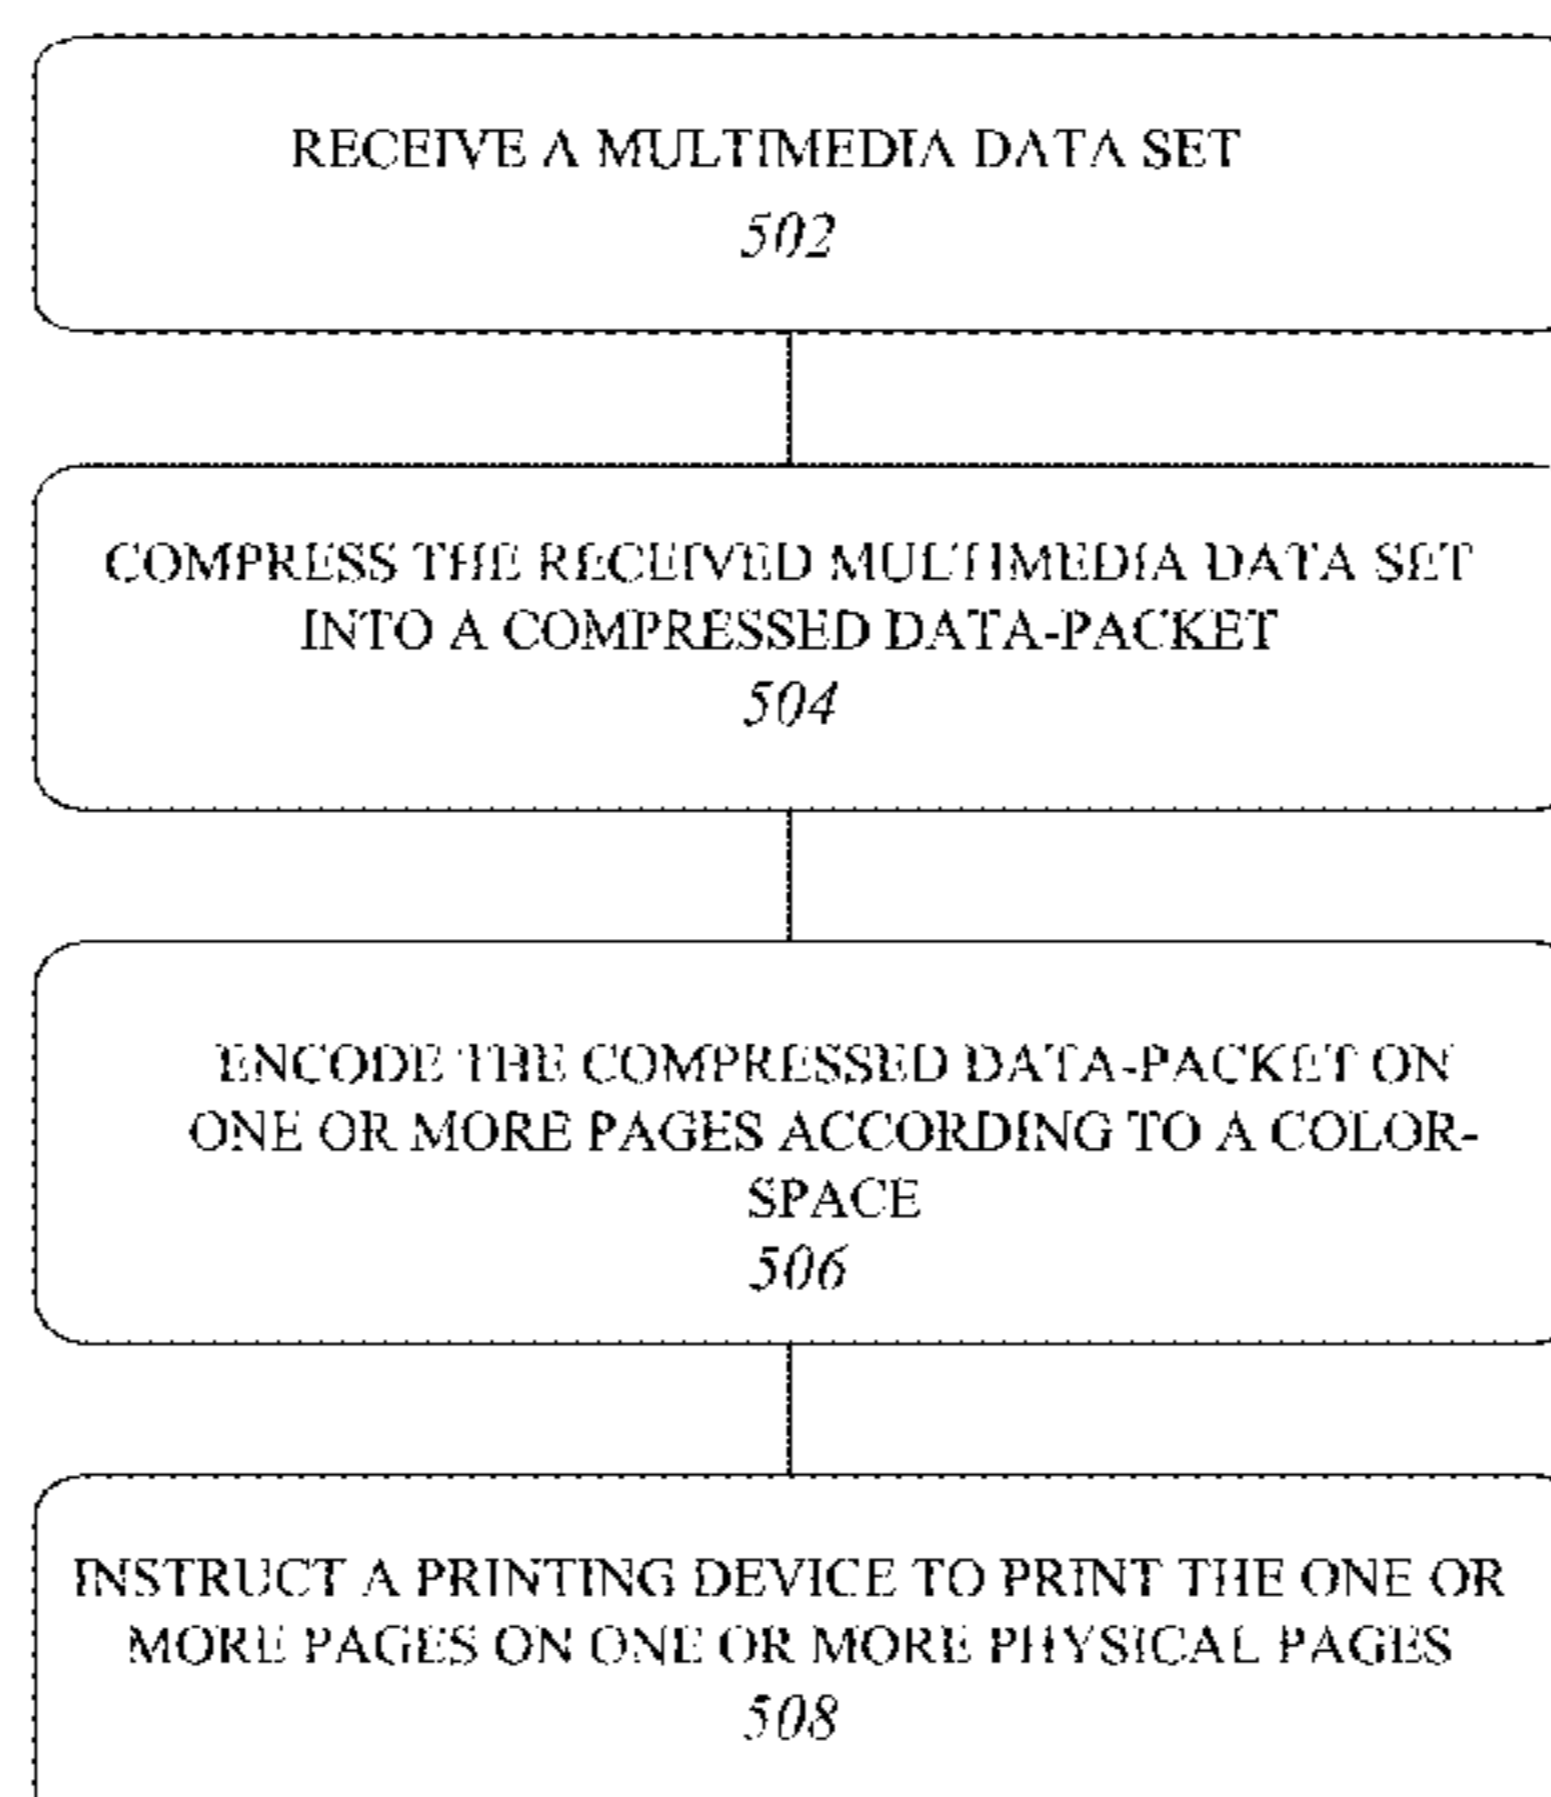 RECEIVE A MULTIMEDIA DATA SET
502
COMPRESS THE RECEIVED MULTIMEDIA DATA SET
INTO A COMPRESSED DATA-PACKET
504
ENCODE THE COMPRESSED DATA-PACKET ON
ONE OR MORE PAGES ACCORDING TO A COLOR-
SPACE
506
INSTRUCT A PRINTING DEVICE TO PRINT THE ONE OR
MORE PAGES ON ONE OR MORE PHYSICAL PAGES
508